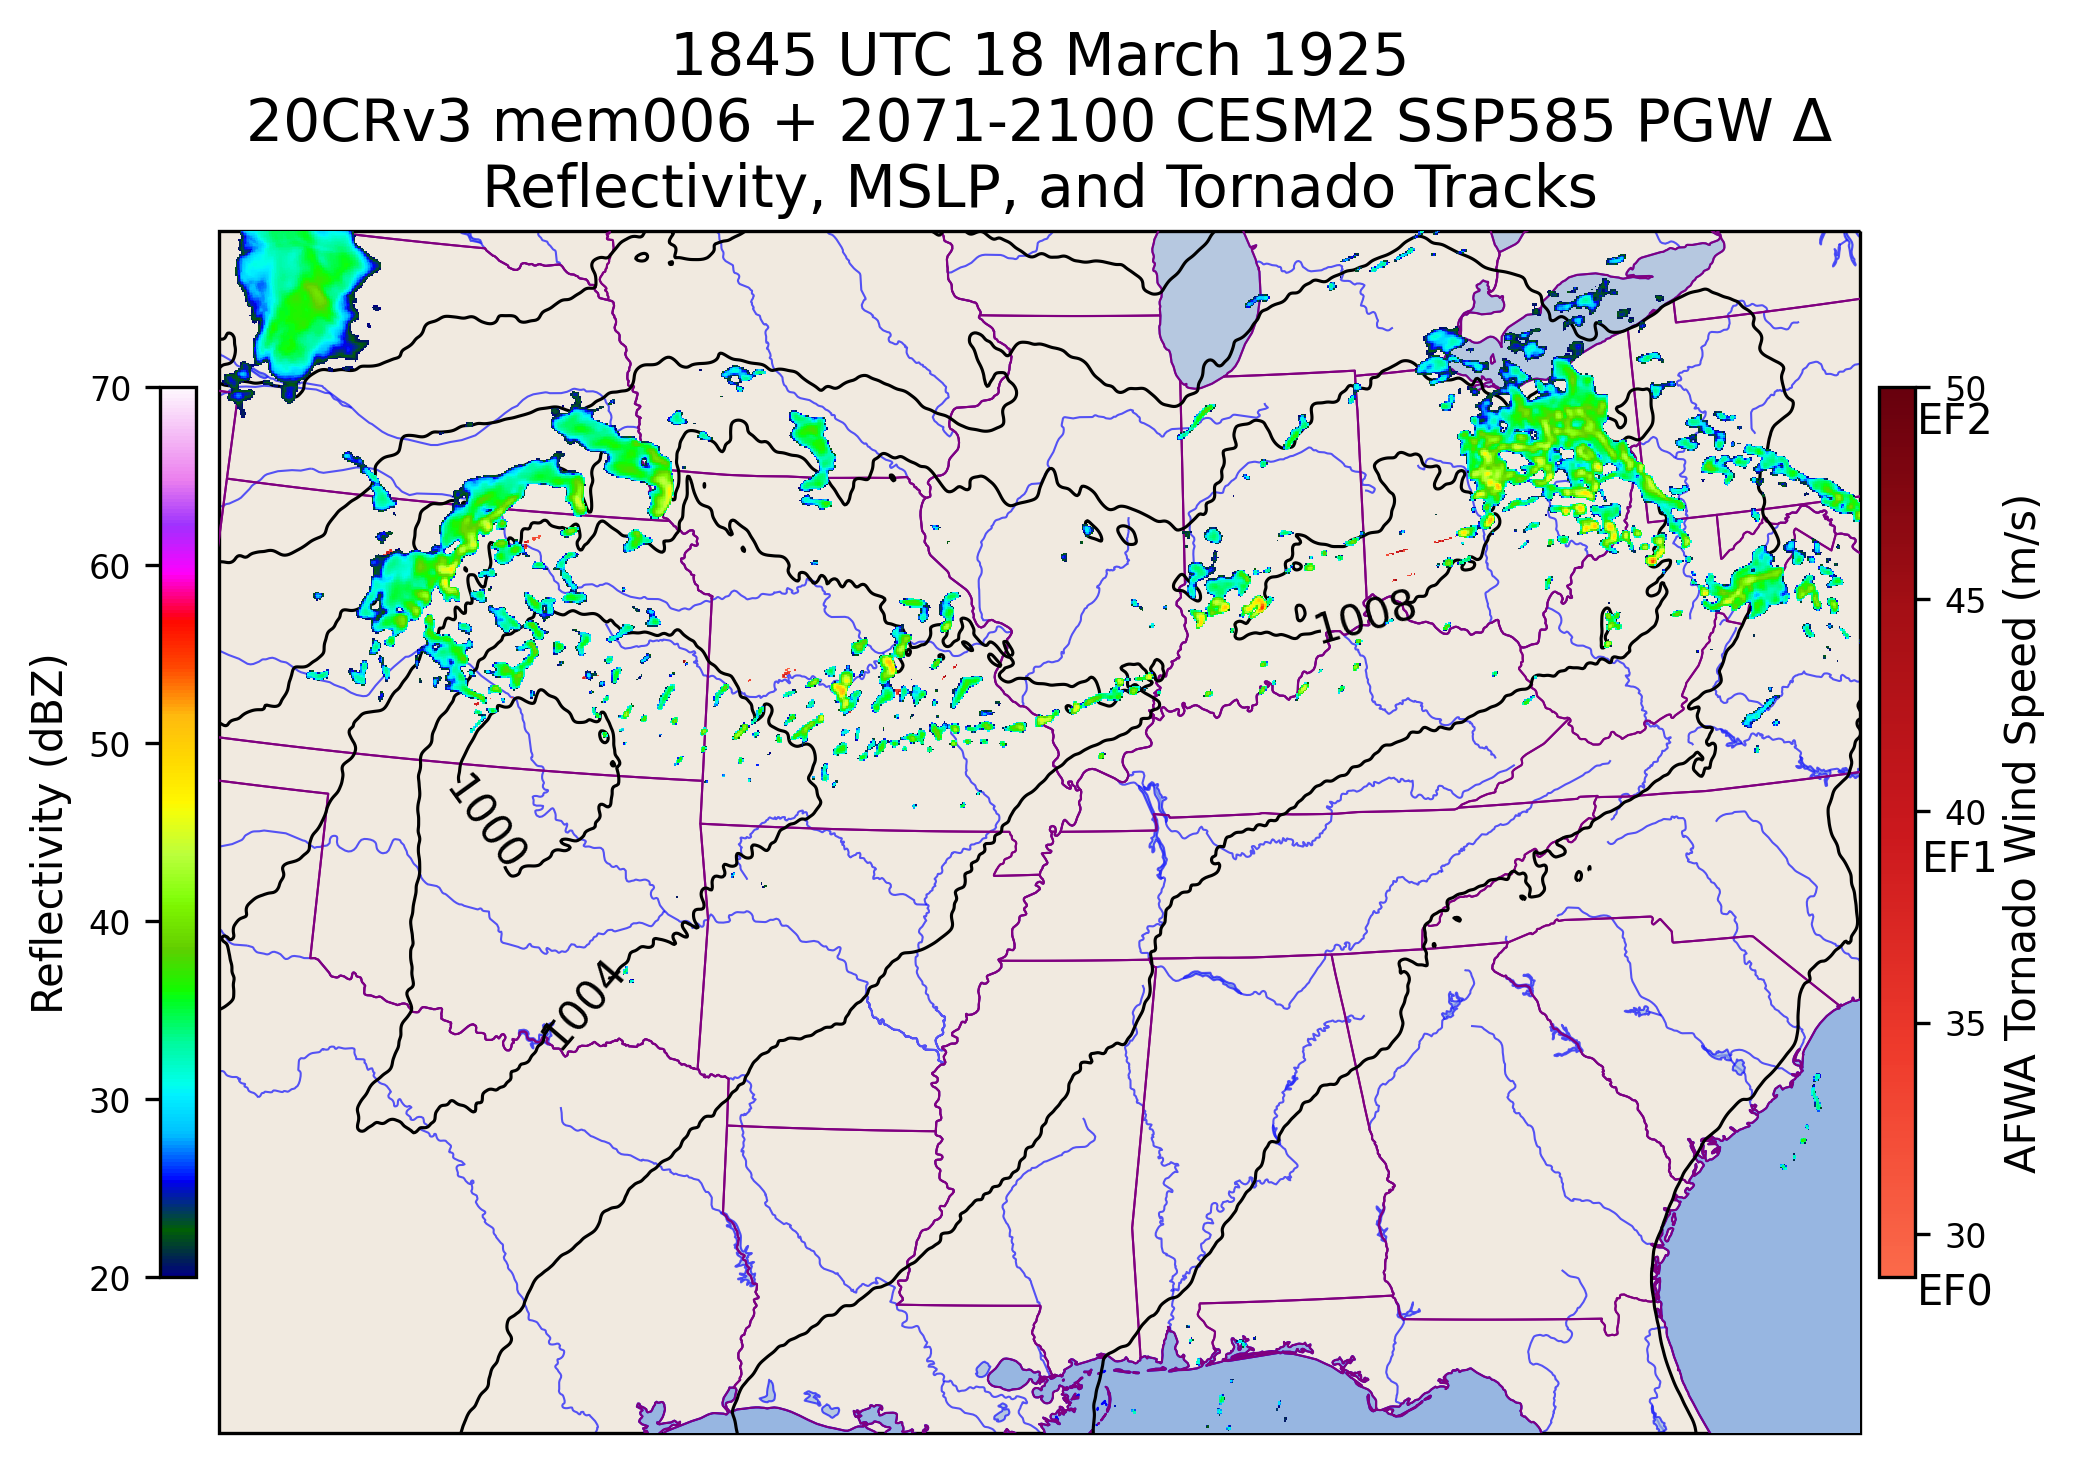 1845 UTC 18 March 1925
20CRv3 mem006 + 2071-2100 CESM2 SSP585 PGW Δ
Reflectivity, MSLP, and Tornado Tracks
70
60
50
40
30
20
Reflectivity (dBZ)
1008
1000
1004
50
EF2
45
40
EF1
35
30
EF0
AFWA Tornado Wind Speed (m/s)